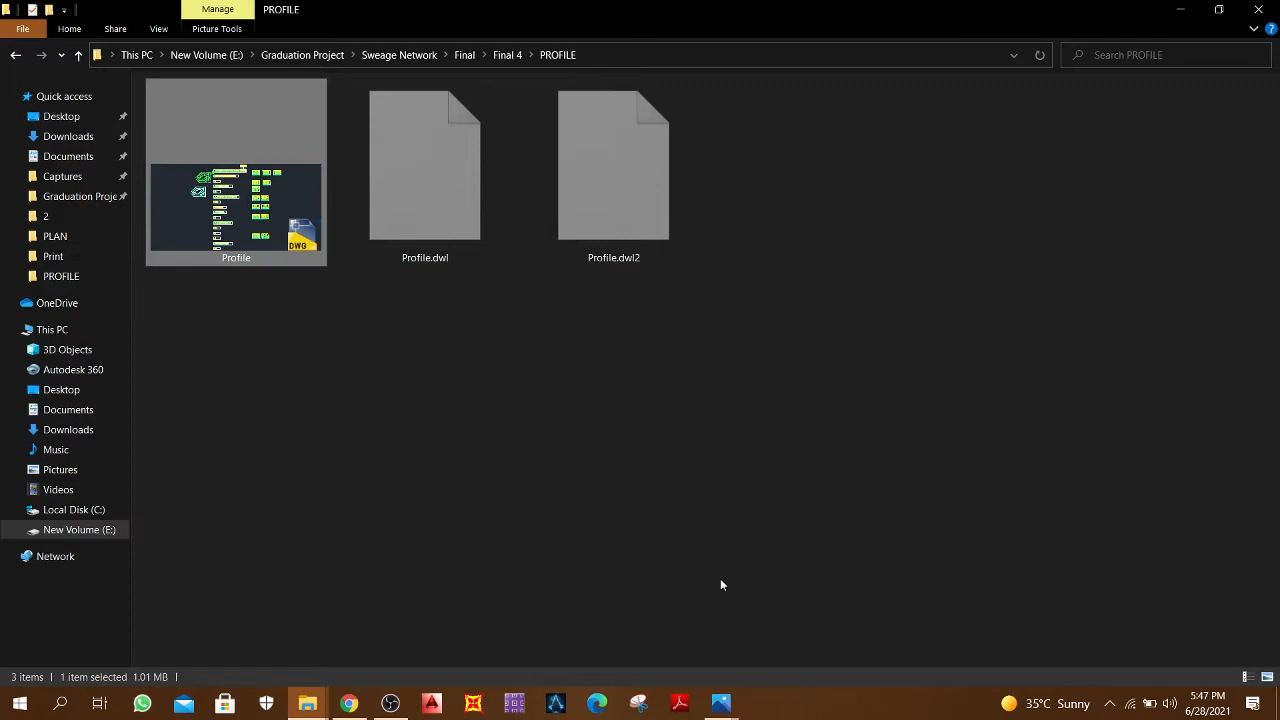 Manage
PROFILE
File
Home
Share
View
Picture Tools
This PC
New Volume (E:)
Graduation Project
Sweage Network
Final
Final 4
PROFILE
Search PROFILE
Quick access
Desktop
Downloads
Documents
Captures
Graduation Proje
2
PLAN
Print
PROFILE
OneDrive
This PC
3D Objects
Autodesk 360
Desktop
Documents
Downloads
Music
Pictures
Videos
Local Disk (C:)
New Volume (E:)
Network
DWG
Profile
Profile.dwl
Profile.dwl2
3 items
1 item selected 1.01 MB
35°C Sunny
5:47 PM
6/28/2021